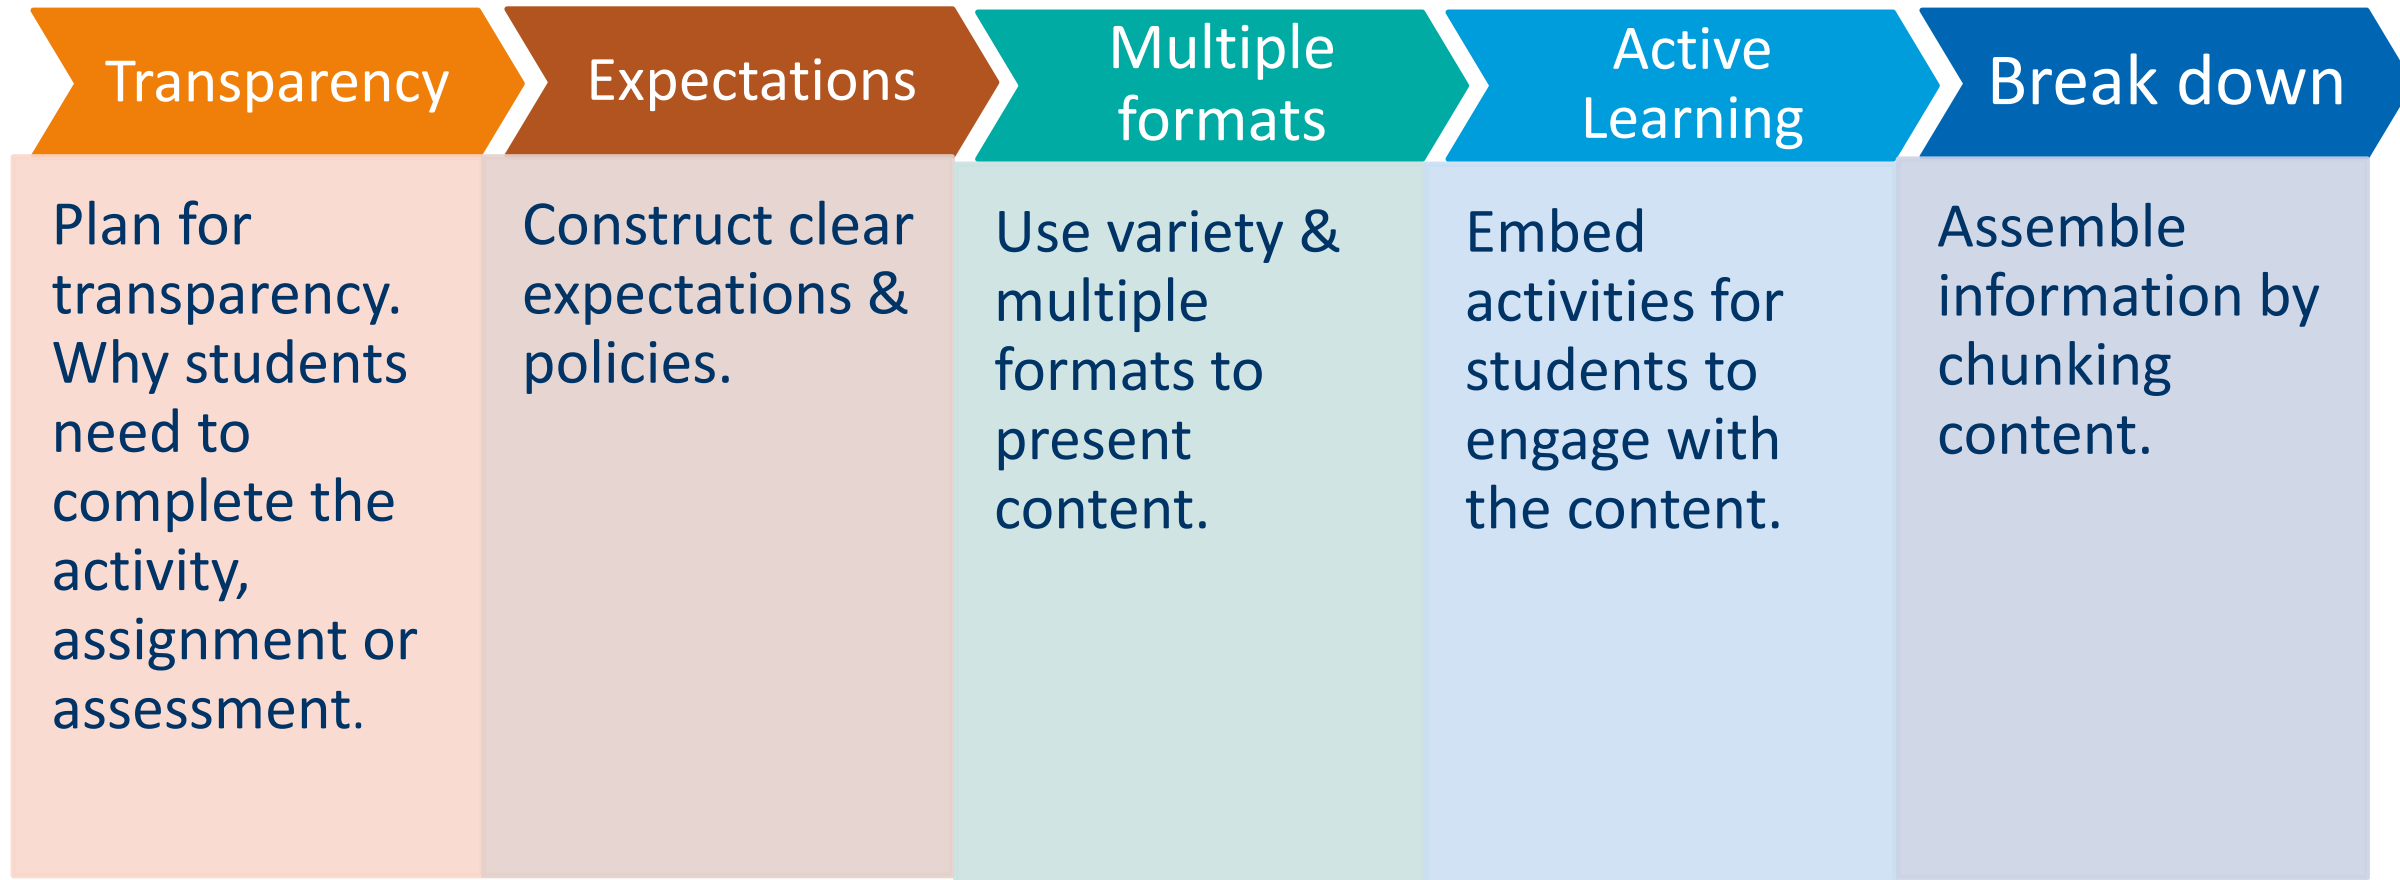 Transparency
Plan for
transparency.
Why students
need to
complete the
activity,
assignment or
assessment.
Expectations
Construct clear
expectations &
policies.
Multiple
formats
Use variety &
multiple
formats to
present
content.
Active
Learning
Embed
activities for
students to
engage with
the content.
Break down
Assemble
information by
chunking
content.